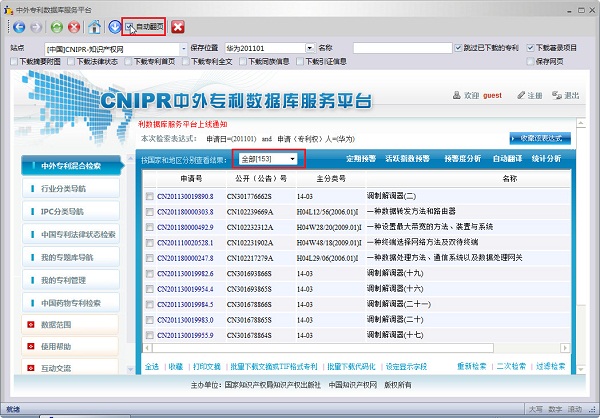 中外专利数据库服务平台
自动翻页
站点 [中国]CNIPR-知识产权网 保存位置 华为201101 名称 跳过已下载的专利 下载著录项目
下载摘要附图 下载法律状态 下载专利首页 下载专利全文 下载同族信息 下载引证信息 保存网页
CNIPR中外专利数据库服务平台
欢迎 guest 注册 退出
利数据库服务平台上线通知
本次检索表达式: 申请日=(201101) and 申请(专利权)人=(华为) 收藏该表达式
按国家和地区分别查看结果: 全部[153] 定期预警 活跃指数预警 预警度分析 自动翻译 统计分析
申请号 公开(公告)号 主分类号 名称
CN201130019890.8 CN301776662S 14-03 调制解调器(二)
CN201180000303.8 CN102239669A H04L12/56(2006.01)I 一种数据转发方法和路由器
CN201180000492.9 CN102232312A H04W28/20(2009.01)I 一种设置最大带宽的方法、装置与系统
CN201110020528.1 CN102231902A H04W48/18(2009.01)I 一种终端选择网络方法及双待终端
CN201180000247.8 CN102217279A H04L29/06(2006.01)I 一种数据处理方法、通信系统以及数据处理网关
CN201130019982.6 CN301693868S 14-03 调制解调器(十九)
CN201130019954.4 CN301693865S 14-03 调制解调器(十六)
CN201130019984.5 CN301678866S 14-03 调制解调器(二十一)
CN201130019983.0 CN301678865S 14-03 调制解调器(二十)
CN201130019955.9 CN301678864S 14-03 调制解调器(十七)
中外专利混合检索
行业分类导航
IPC分类导航
中国专利法律状态检索
我的专题库导航
我的专利管理
中国药物专利检索
数据范围
使用帮助
互动交流
全选 | 收藏 | 打印文摘 | 批量下载文摘或TIF格式专利 | 批量下载代码化 | 设定显示字段 重新检索 | 二次检索 | 过滤检索
主办单位:国家知识产权局知识产权出版社 中国知识产权网 版权所有
就绪 大写 数字 滚动